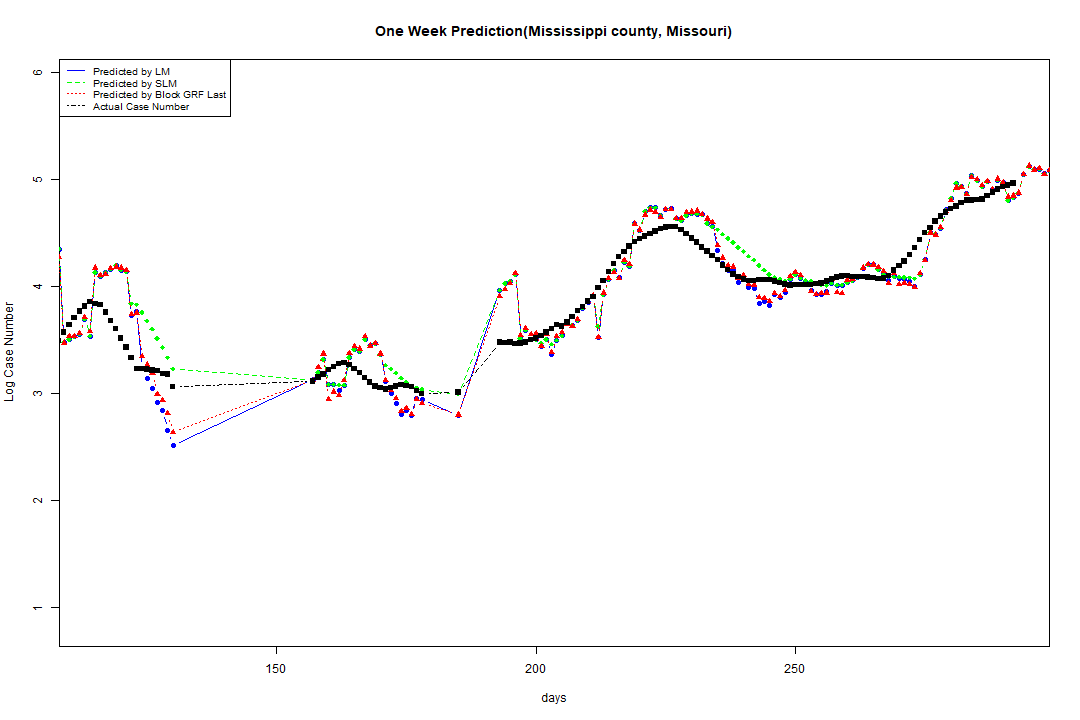 One Week Prediction(Mississippi county, Missouri)
Predicted by LM
Predicted by SLM
Predicted by Block GRF Last
Actual Case Number
6
5
4
3
2
1
Log Case Number
150
200
250
days